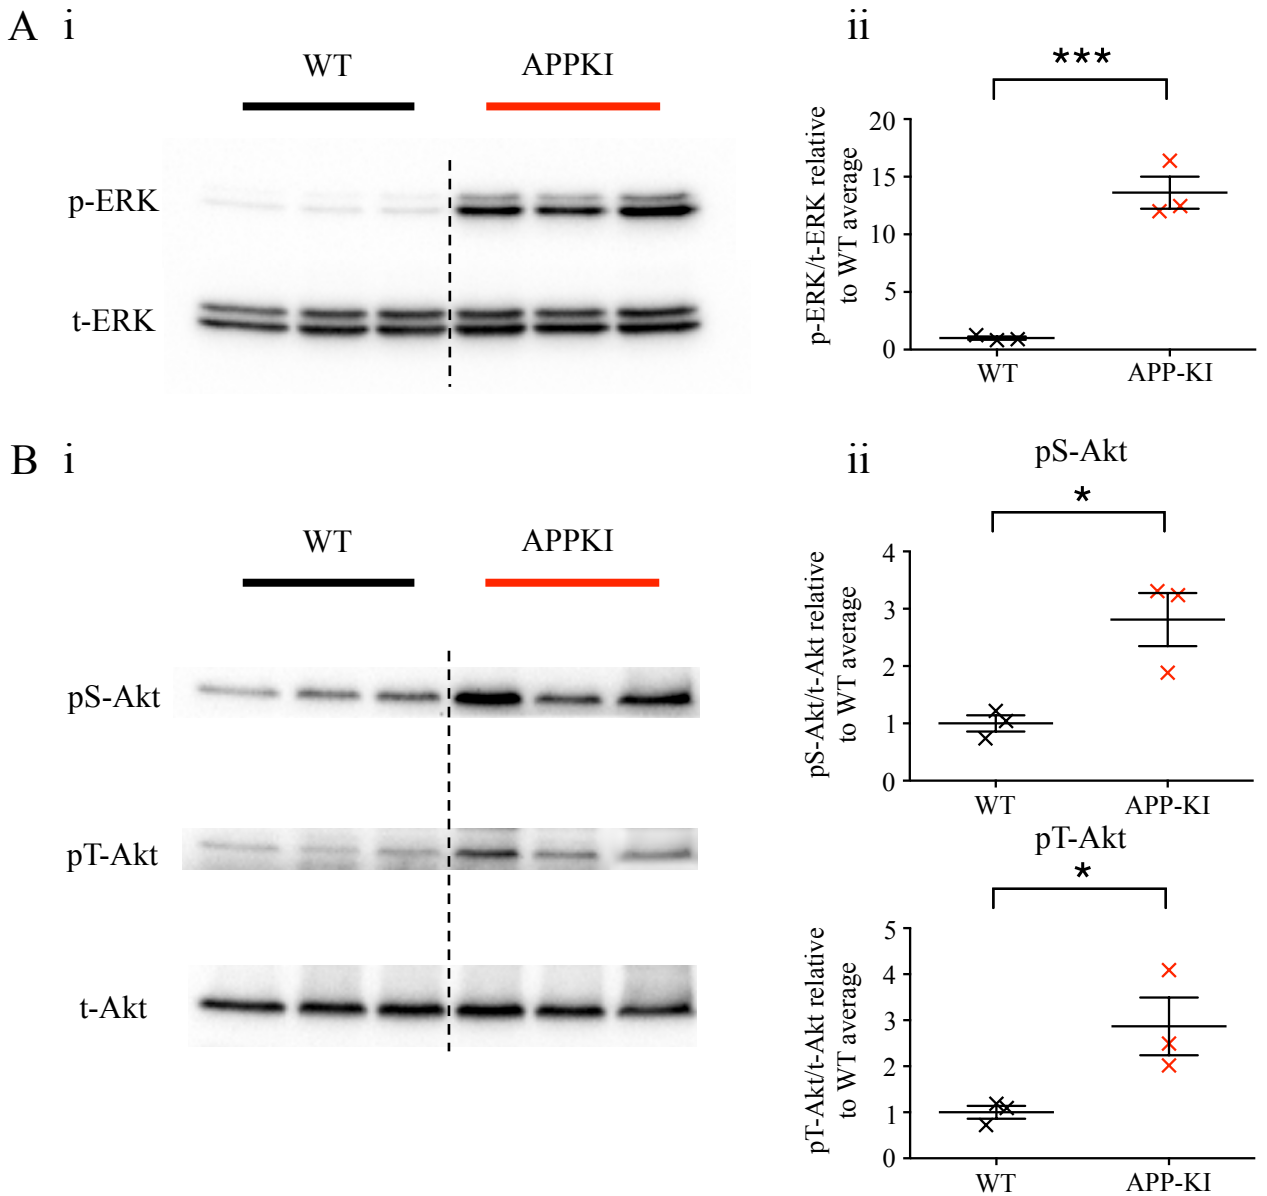 A i
WT
APPKI
p-ERK
t-ERK
ii
***
p-ERK/t-ERK relative
to WT average
20
15
10
5
0
WT
APP-KI
B i
WT
APPKI
pS-Akt
pT-Akt
t-Akt
ii
pS-Akt
*
pS-Akt/t-Akt relative
to WT average
4
3
2
1
0
WT
APP-KI
pT-Akt
*
pT-Akt/t-Akt relative
to WT average
5
4
3
2
1
0
WT
APP-KI